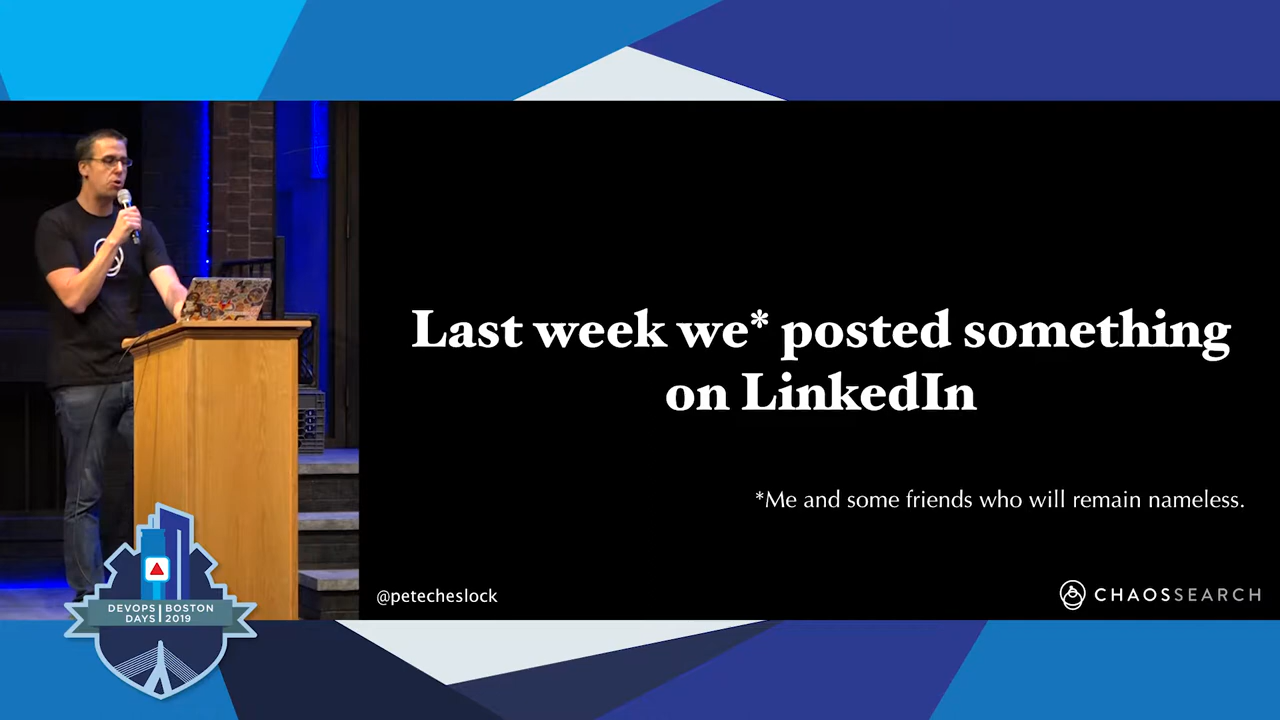 Last week we* posted something
on LinkedIn
*Me and some friends who will remain nameless.
@petecheslock
CHAOSSEARCH
DEVOPS BOSTON
DAYS 2019